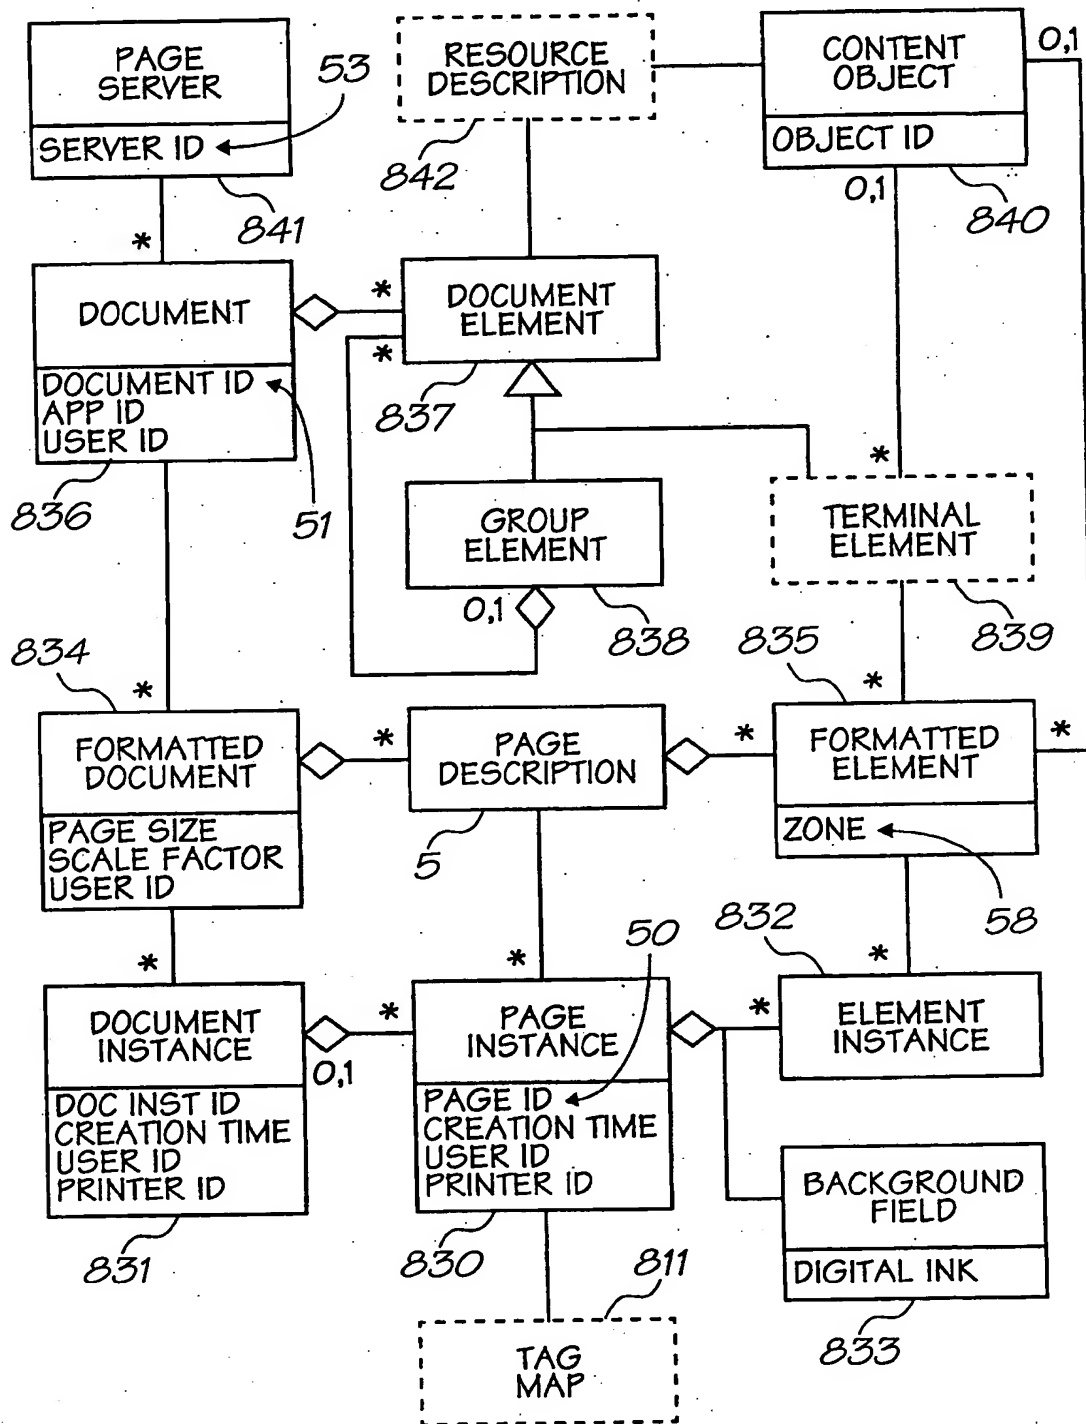 PAGE
SERVER
SERVER ID
53
841
*
RESOURCE
DESCRIPTION
842
CONTENT
OBJECT
OBJECT ID
0,1
0,1
840
DOCUMENT
DOCUMENT ID
APP ID
USER ID
836
51
*
*
DOCUMENT
ELEMENT
837
GROUP
ELEMENT
0,1
838
*
TERMINAL
ELEMENT
839
834
*
FORMATTED
DOCUMENT
PAGE SIZE
SCALE FACTOR
USER ID
*
PAGE
DESCRIPTION
5
*
835
*
FORMATTED
ELEMENT
ZONE
*
58
*
DOCUMENT
INSTANCE
0,1
DOC INST ID
CREATION TIME
USER ID
PRINTER ID
831
*
*
50
PAGE
INSTANCE
PAGE ID
CREATION TIME
USER ID
PRINTER ID
830
832
*
*
ELEMENT
INSTANCE
BACKGROUND
FIELD
DIGITAL INK
833
811
TAG
MAP